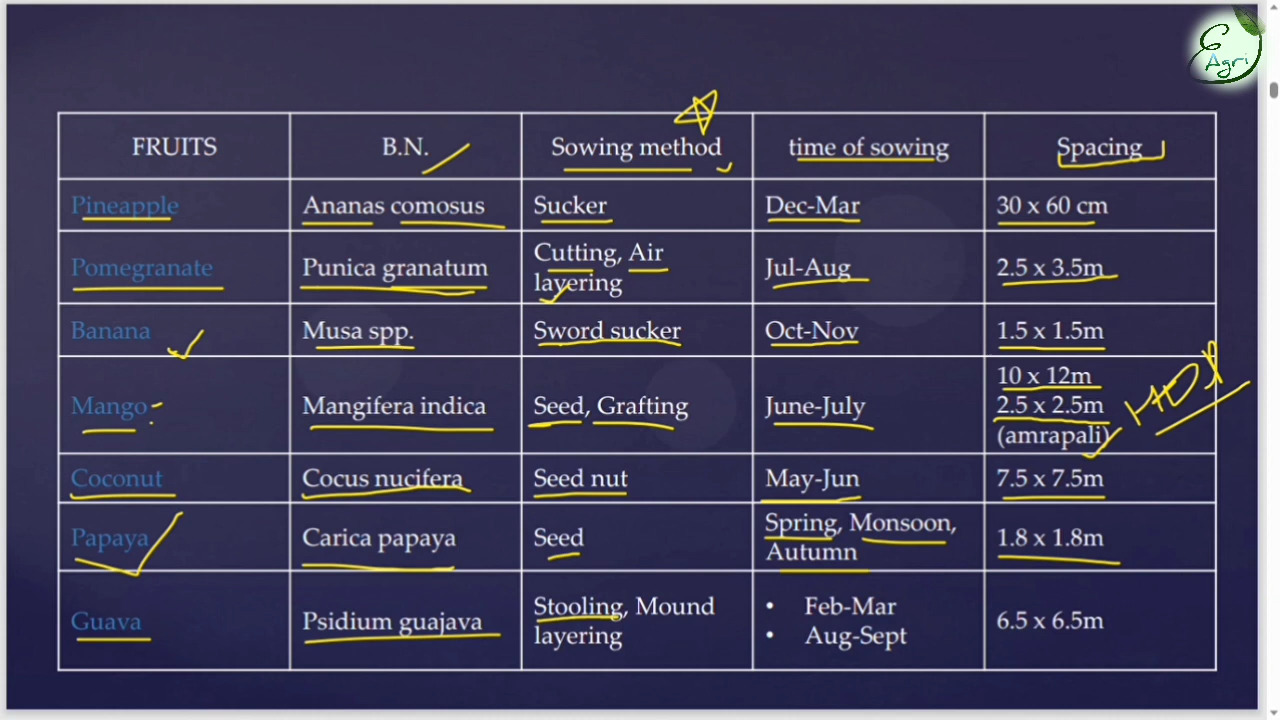 E
Agri
FRUITS B.N. Sowing method time of sowing Spacing
Pineapple Ananas comosus Sucker Dec-Mar 30 x 60 cm
Pomegranate Punica granatum Cutting, Air layering Jul-Aug 2.5 x 3.5m
Banana Musa spp. Sword sucker Oct-Nov 1.5 x 1.5m
Mango Mangifera indica Seed, Grafting June-July 10 x 12m
2.5 x 2.5m
(amrapali)
HDP
Coconut Cocus nucifera Seed nut May-Jun 7.5 x 7.5m
Papaya Carica papaya Seed Spring, Monsoon, Autumn 1.8 x 1.8m
Guava Psidium guajava Stooling, Mound layering • Feb-Mar
• Aug-Sept 6.5 x 6.5m